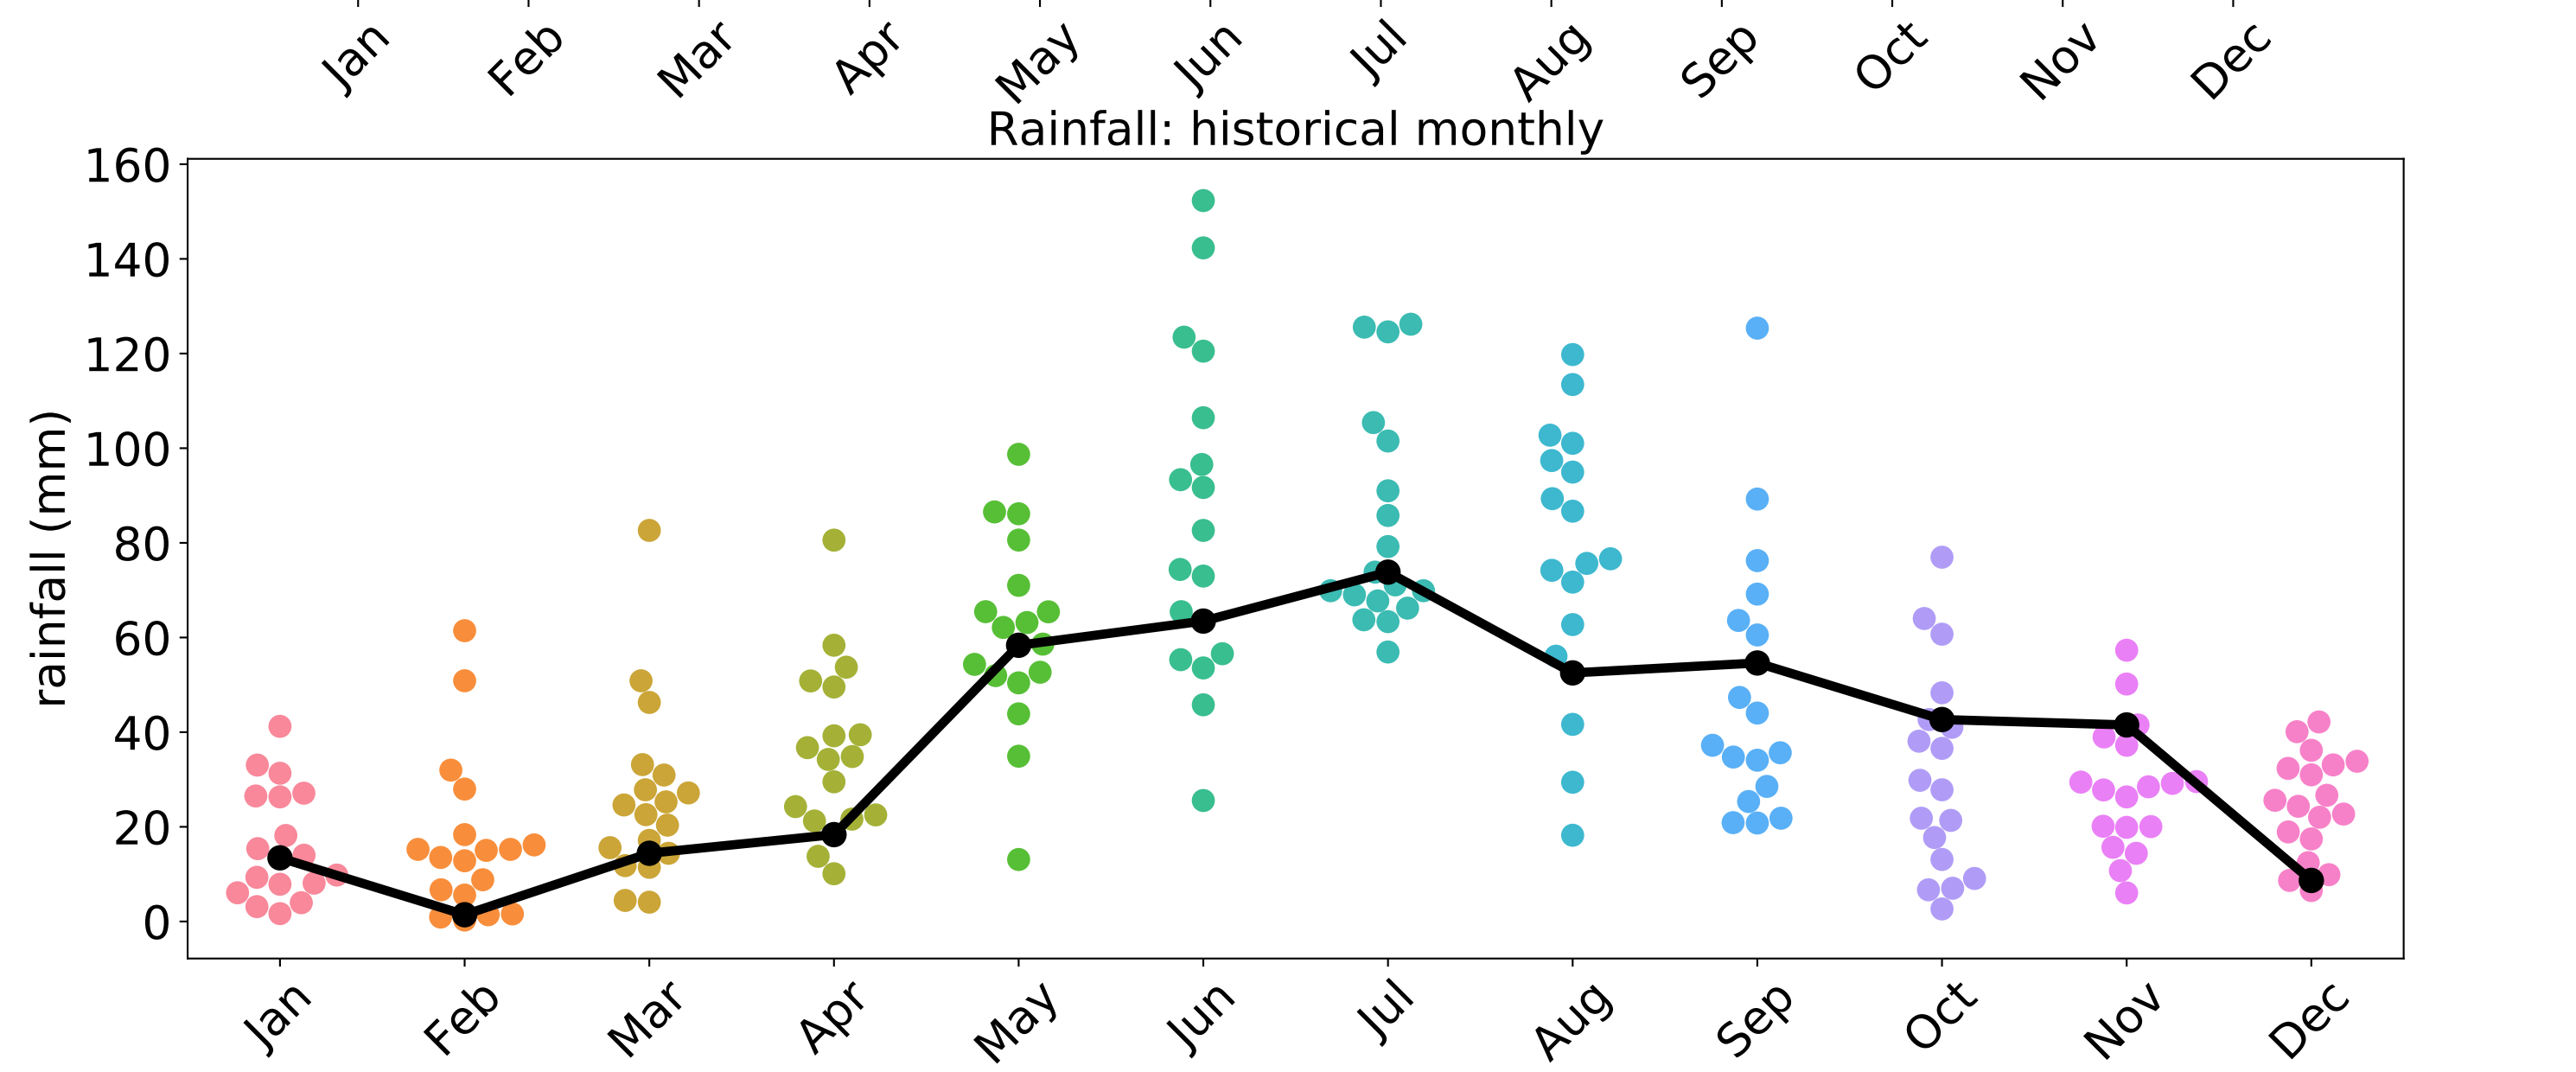 Jan Feb Mar Apr May Jun Jul Aug Sep Oct Nov Dec
Rainfall: historical monthly
rainfall (mm)
160
140
120
100
80
60
40
20
0
Jan Feb Mar Apr May Jun Jul Aug Sep Oct Nov Dec